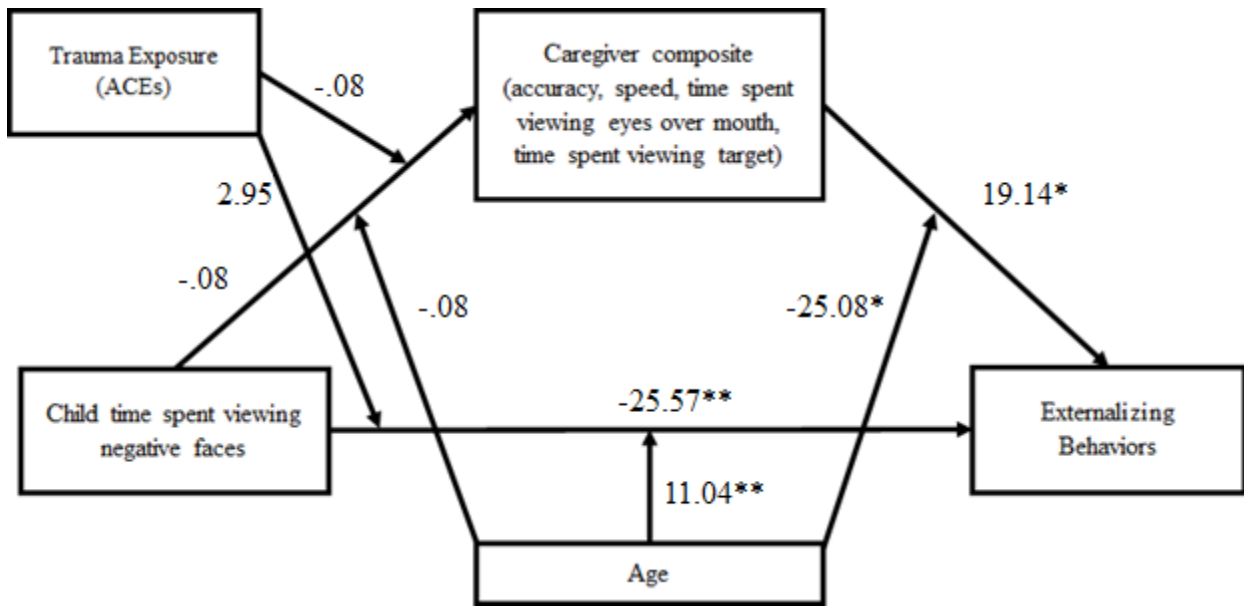 Trauma Exposure
(ACEs)
-.08
Caregiver composite
(accuracy, speed, time spent
viewing eyes over mouth,
time spent viewing target)
2.95
19.14*
-.08
-.08
-25.08*
Child time spent viewing
negative faces
-25.57**
Externalizing
Behaviors
11.04**
Age